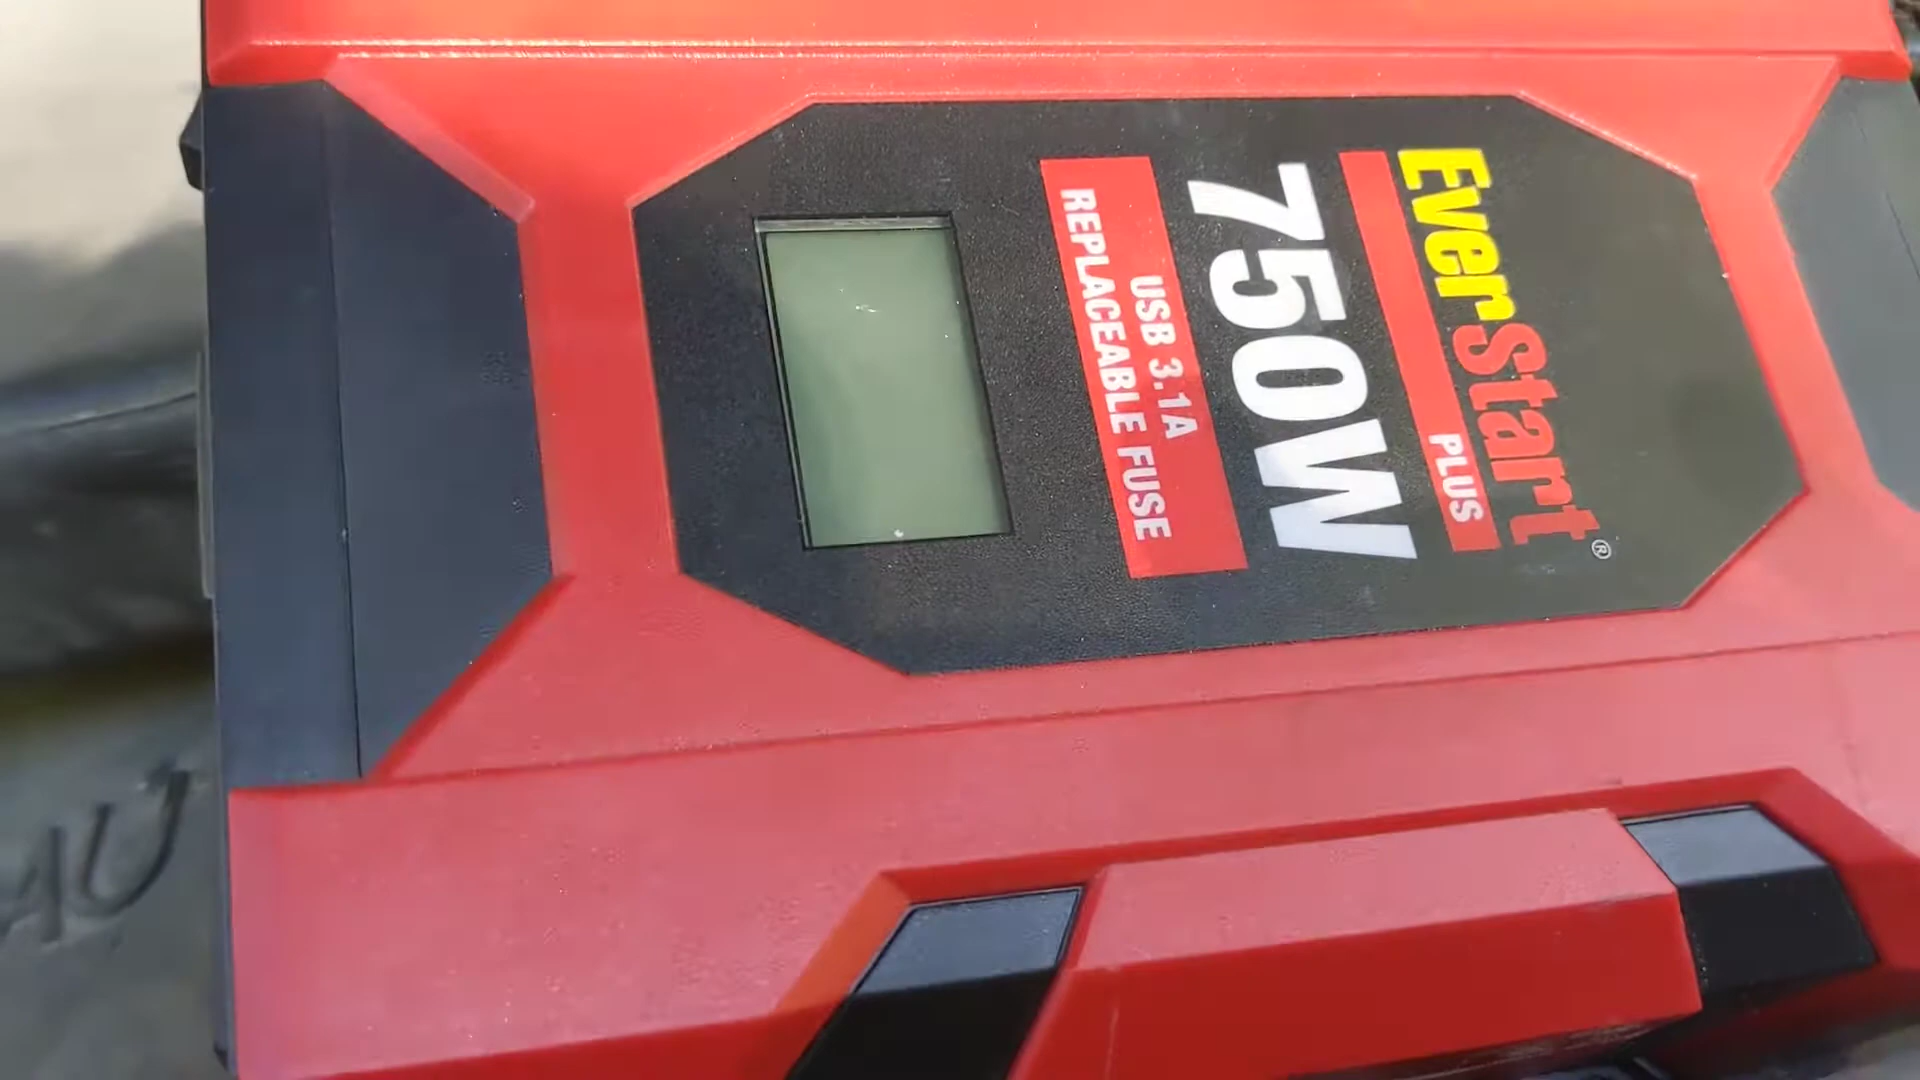 EverStart®
PLUS
750W
USB 3.1A
REPLACEABLE FUSE